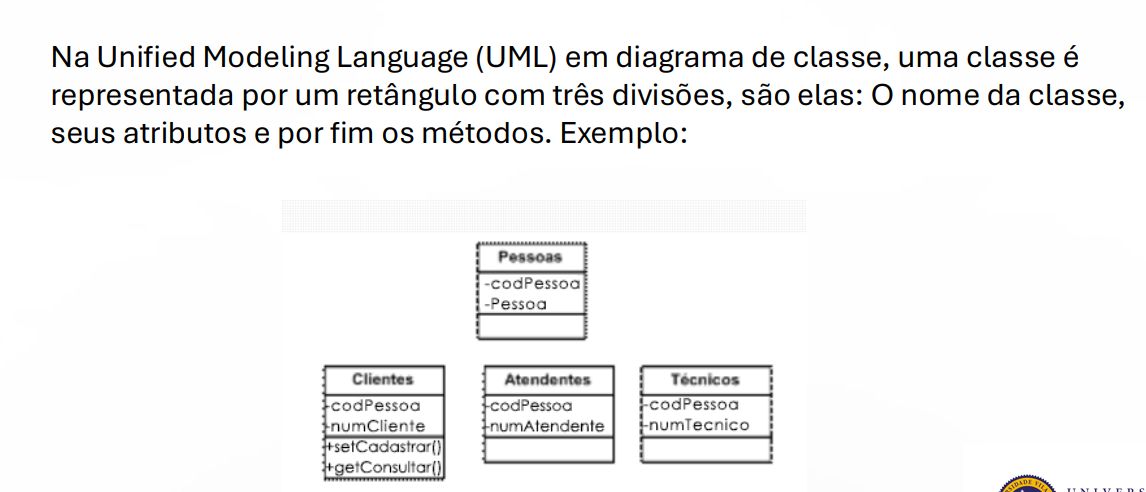 Na Unified Modeling Language (UML) em diagrama de classe, uma classe é
representada por um retângulo com três divisões, são elas: O nome da classe,
seus atributos e por fim os métodos. Exemplo:
Pessoas
-codPessoa
-Pessoa
Clientes
-codPessoa
-numCliente
+setCadastrar()
+getConsultar()
Atendentes
-codPessoa
-numAtendente
Técnicos
-codPessoa
-numTecnico